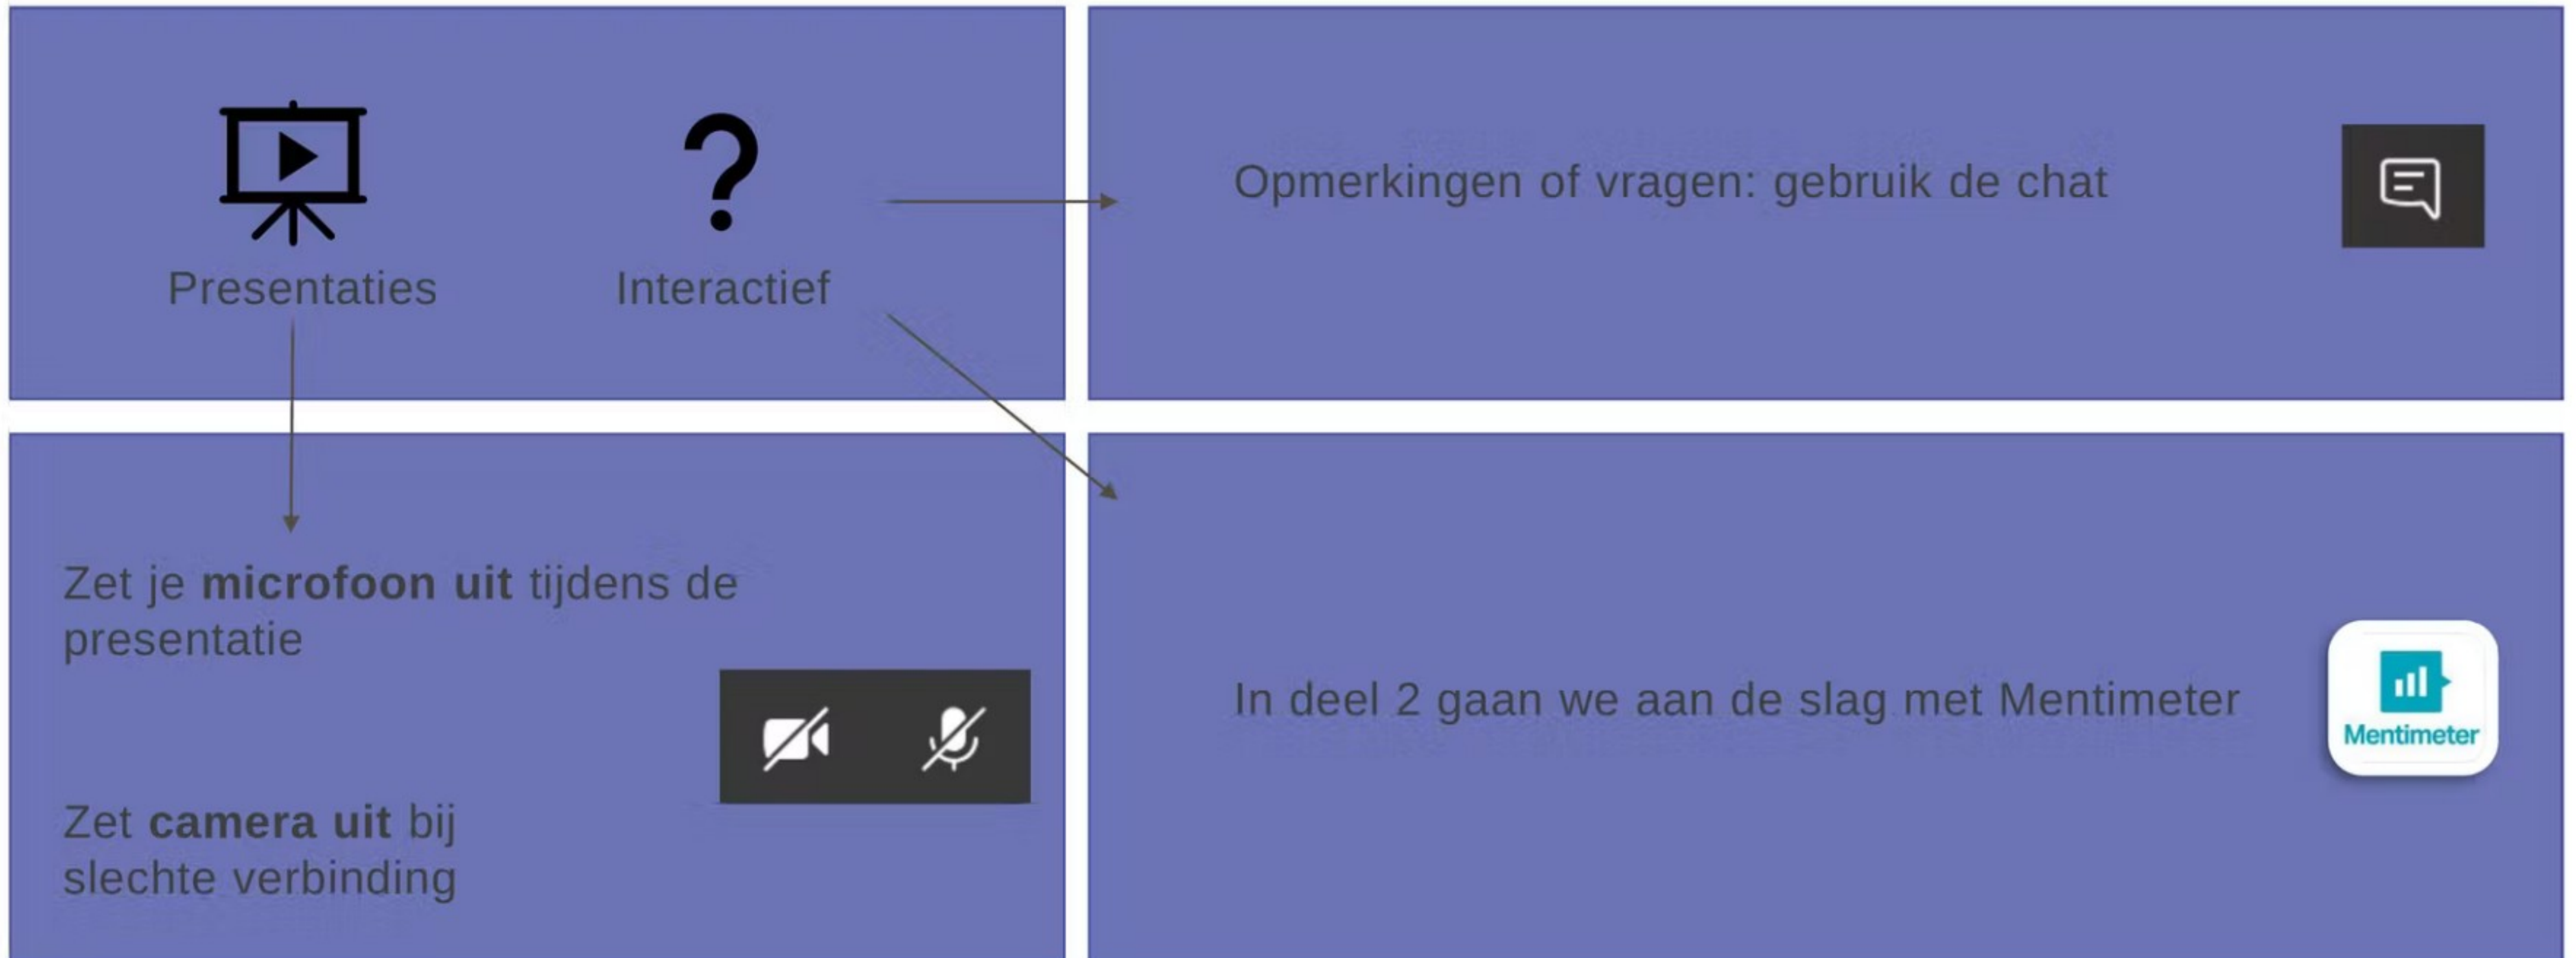 Presentaties
Interactief
Opmerkingen of vragen: gebruik de chat
Zet je microfoon uit tijdens de
presentatie
Zet camera uit bij
slechte verbinding
In deel 2 gaan we aan de slag met Mentimeter
Mentimeter